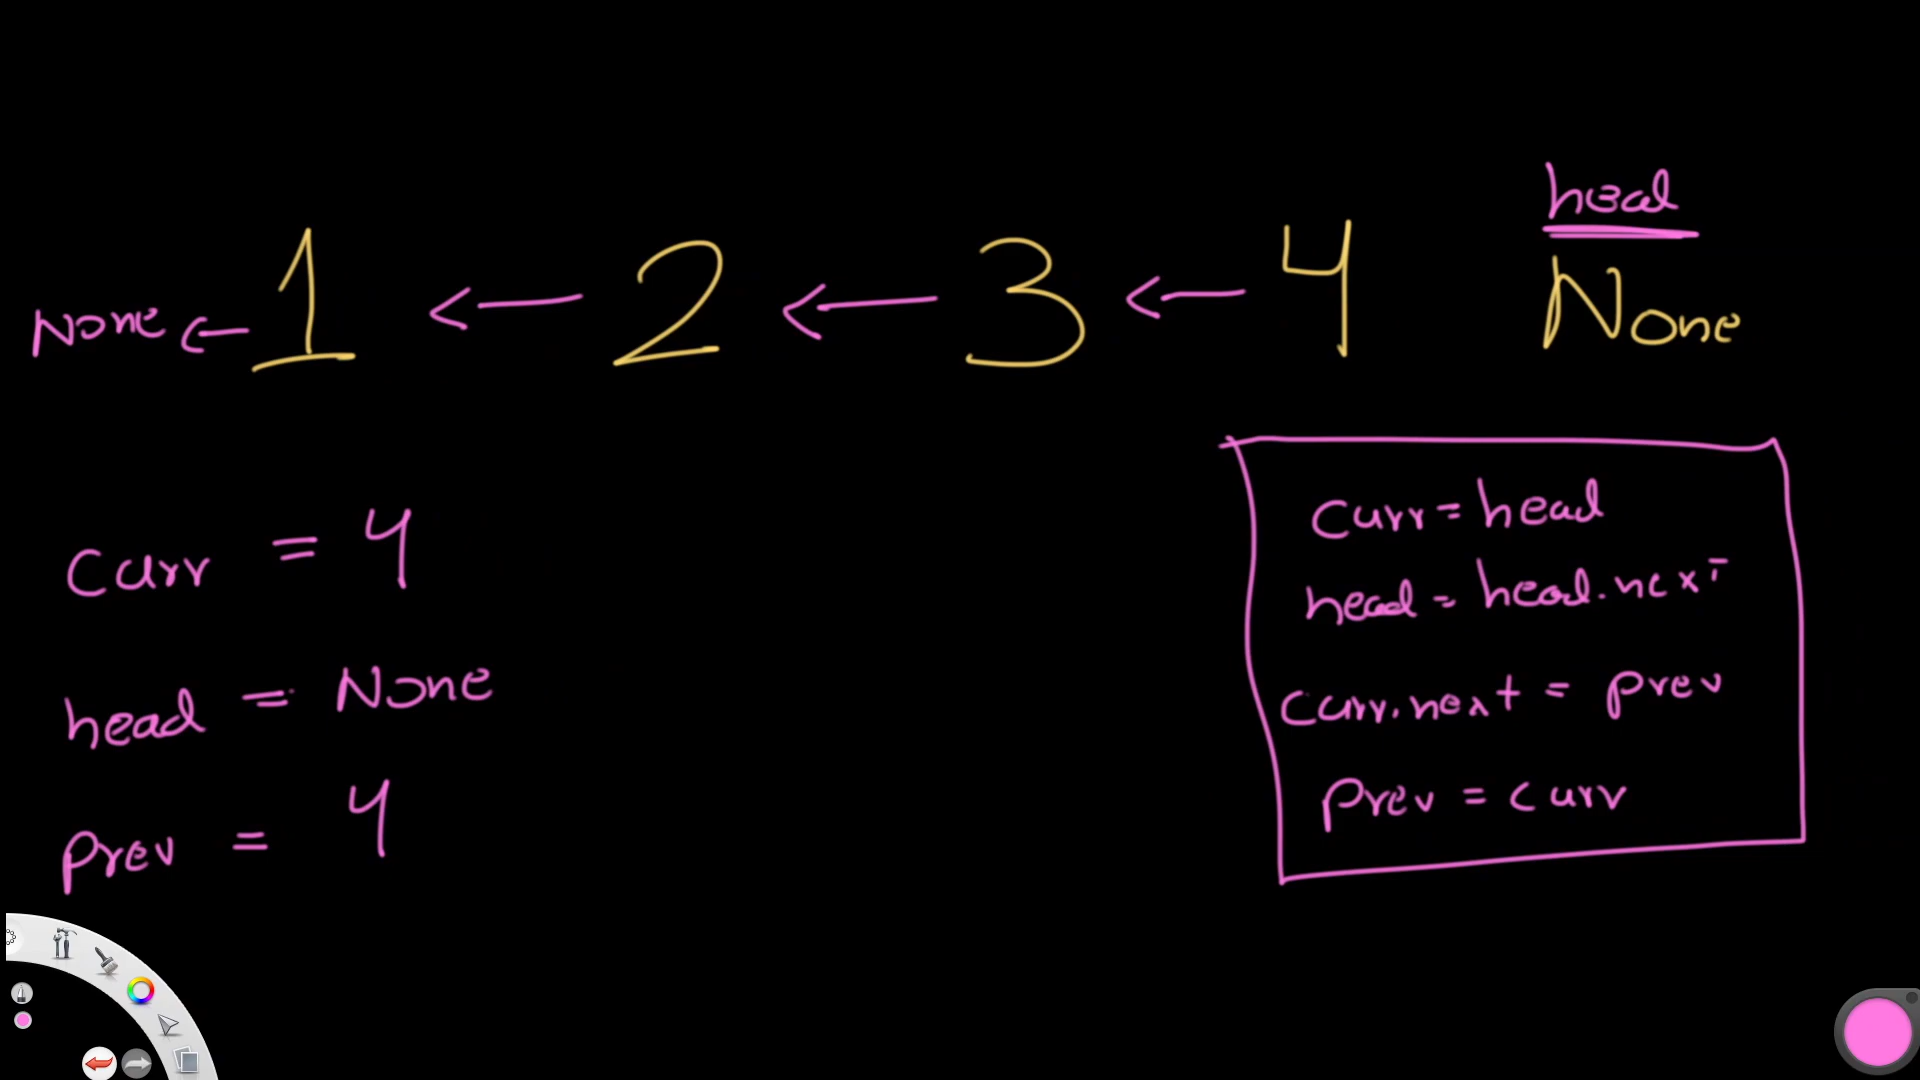 head
None ← 1 ← 2 ← 3 ← 4 None
curr = 4
head = None
prev = 4
curr = head
head = head.next
curr.next = prev
prev = curr